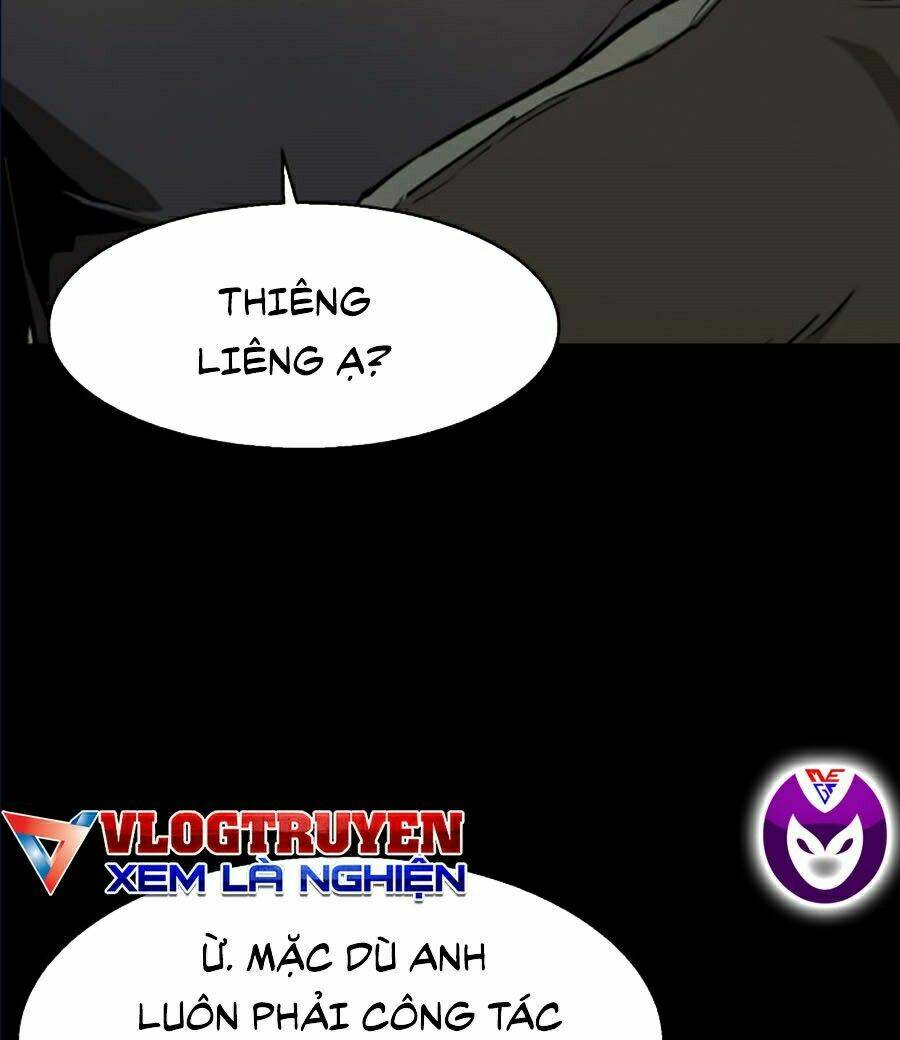 THIÊNG
LIÊNG Ạ?
VLOGTRUYEN
XEM LÀ NGHIỆN
Ừ. MẶC DÙ ANH
LUÔN PHẢI CÔNG TÁC